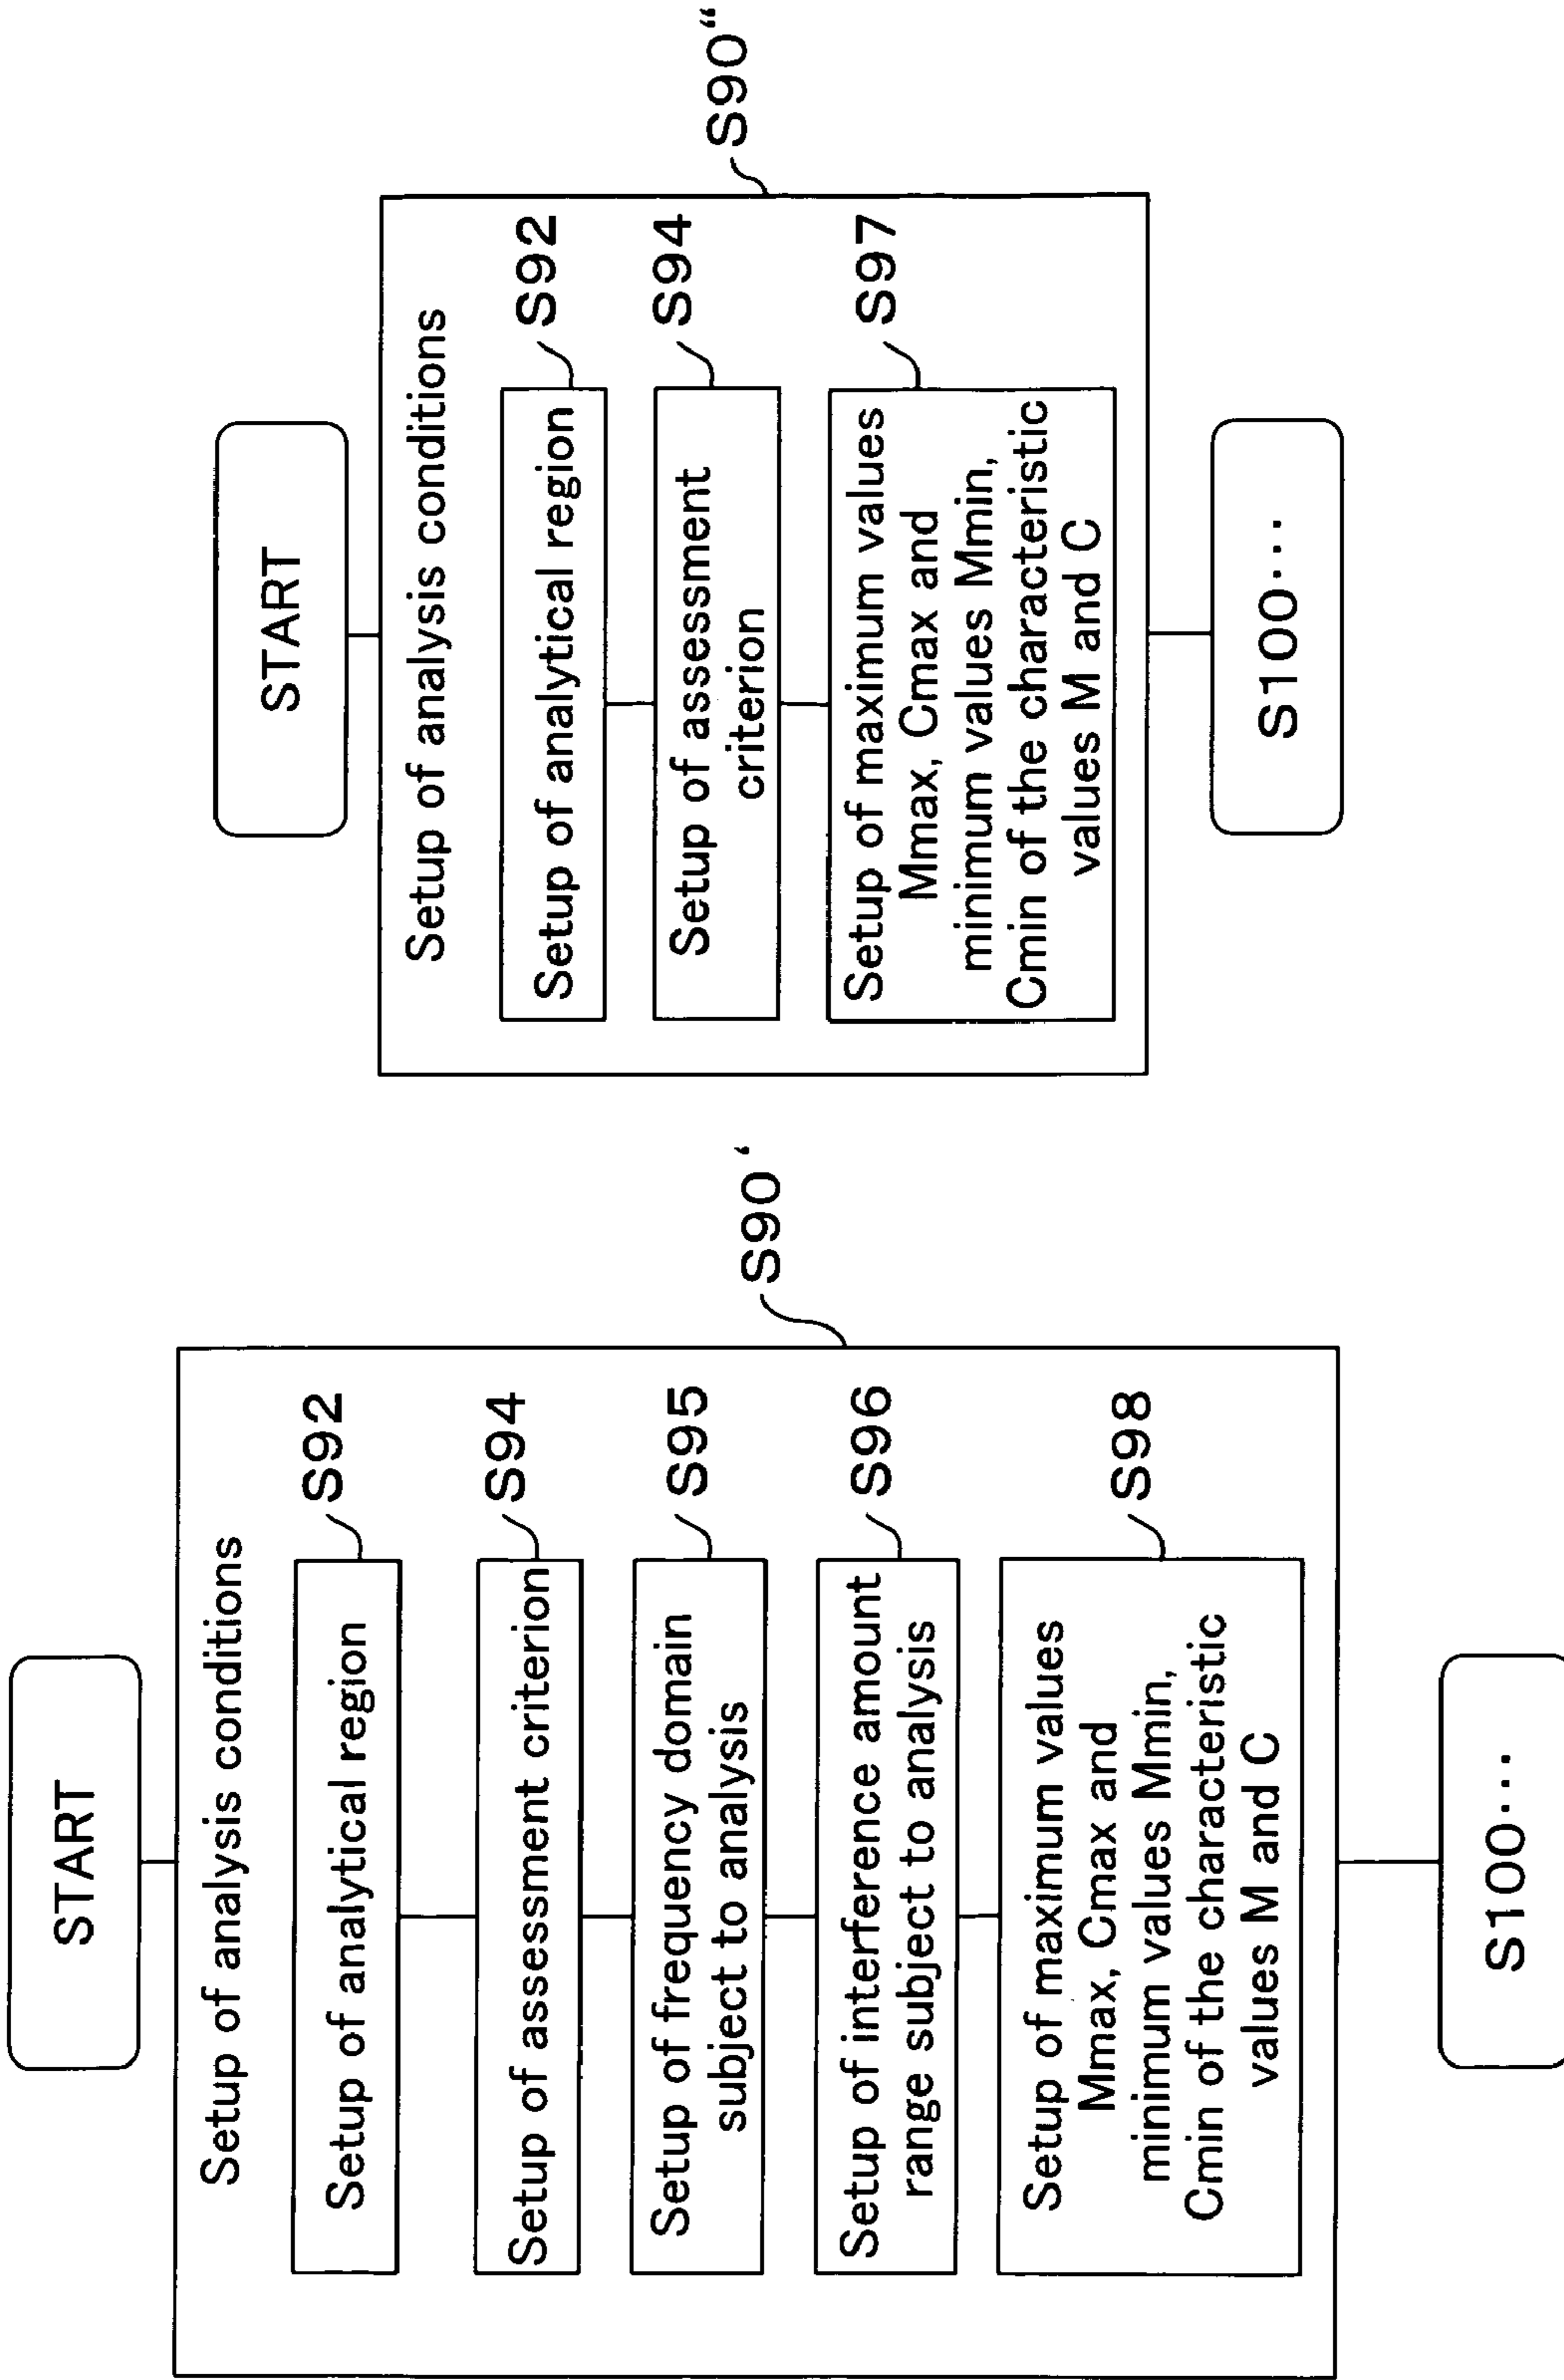 START
Setup of analysis conditions
S90‘
Setup of analytical region
S92
Setup of assessment criterion
S94
Setup of frequency domain
subject to analysis
S95
Setup of interference amount
range subject to analysis
S96
Setup of maximum values
Mmax, Cmax and
minimum values Mmin,
Cmin of the characteristic
values M and C
S98
S100···
START
Setup of analysis conditions
S90“
Setup of analytical region
S92
Setup of assessment
criterion
S94
Setup of maximum values
Mmax, Cmax and
minimum values Mmin,
Cmin of the characteristic
values M and C
S97
S100···